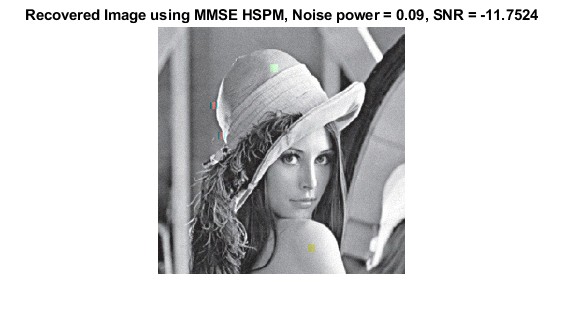 Recovered Image using MMSE HSPM, Noise power = 0.09, SNR = -11.7524